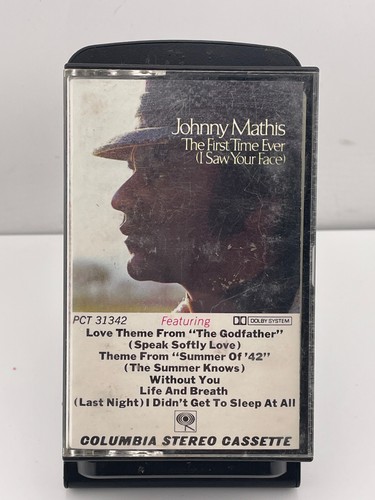 Johnny Mathis
The First Time Ever
(I Saw Your Face)
PCT 31342 Featuring DOLBY SYSTEM
Love Theme From "The Godfather"
(Speak Softly Love)
Theme From "Summer Of '42"
(The Summer Knows)
Without You
Life And Breath
(Last Night) I Didn't Get To Sleep At All
COLUMBIA STEREO CASSETTE